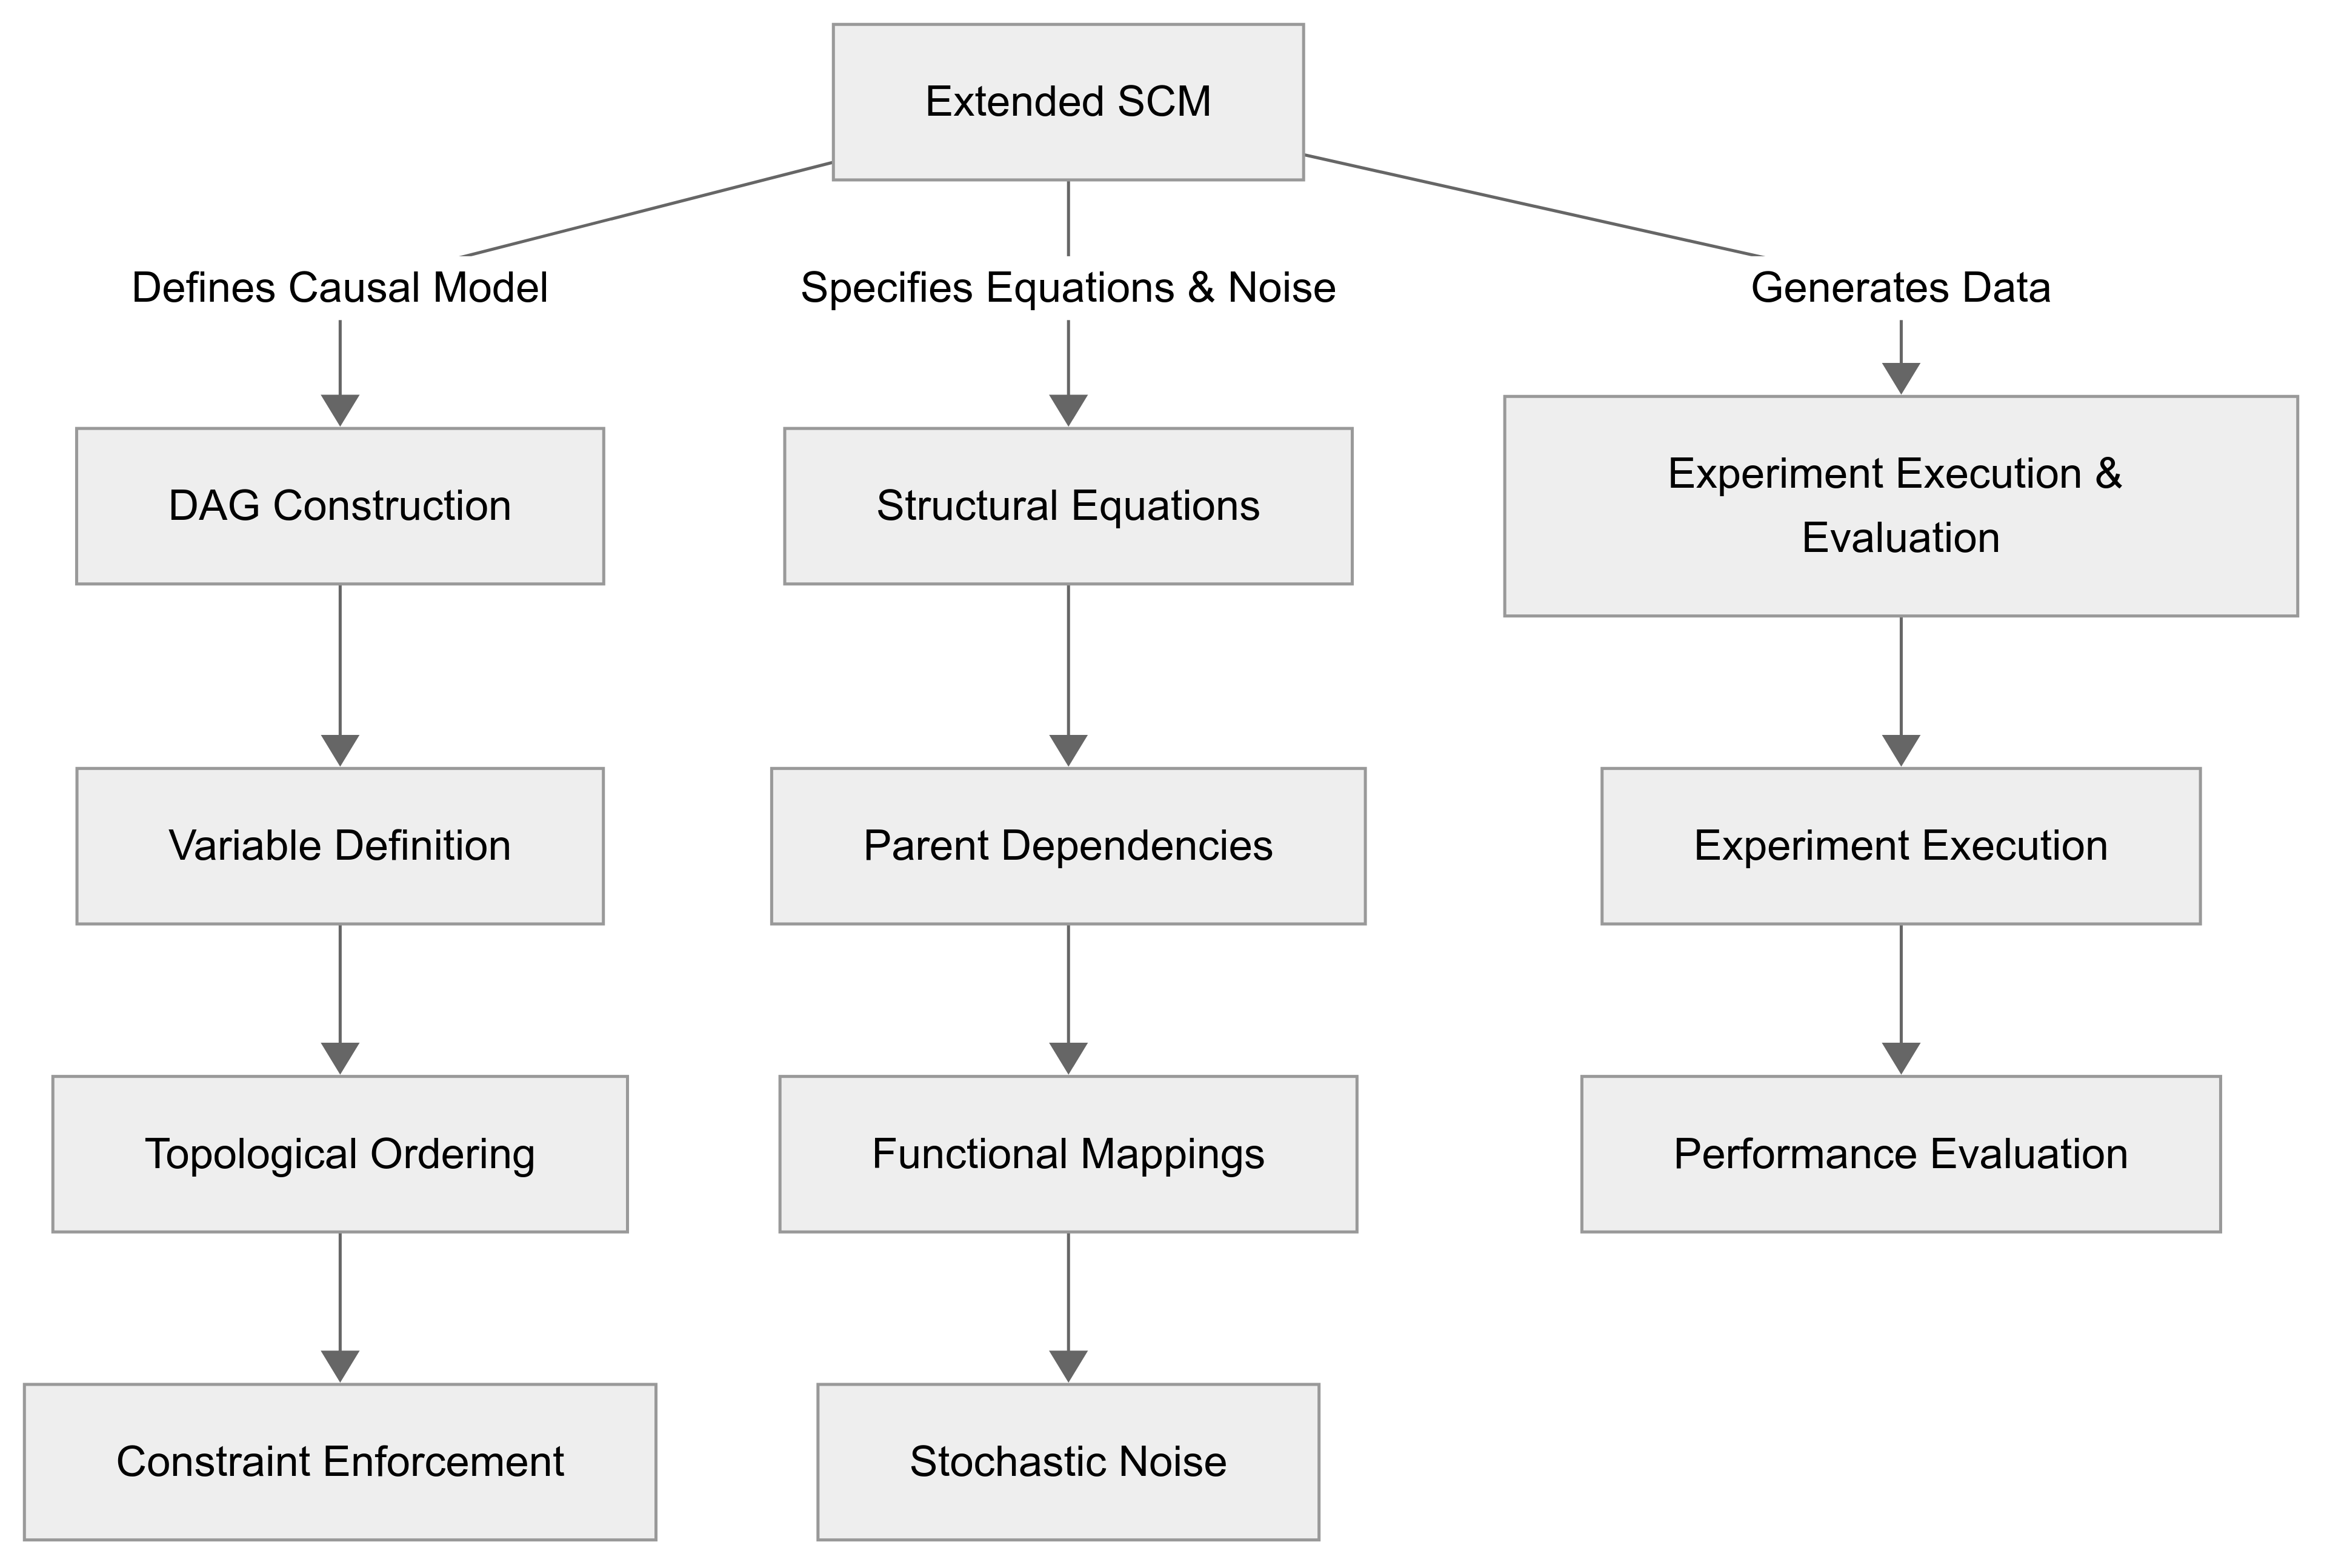 Extended SCM
Defines Causal Model
Specifies Equations & Noise
Generates Data
DAG Construction
Structural Equations
Experiment Execution &
Evaluation
Variable Definition
Parent Dependencies
Experiment Execution
Topological Ordering
Functional Mappings
Performance Evaluation
Constraint Enforcement
Stochastic Noise